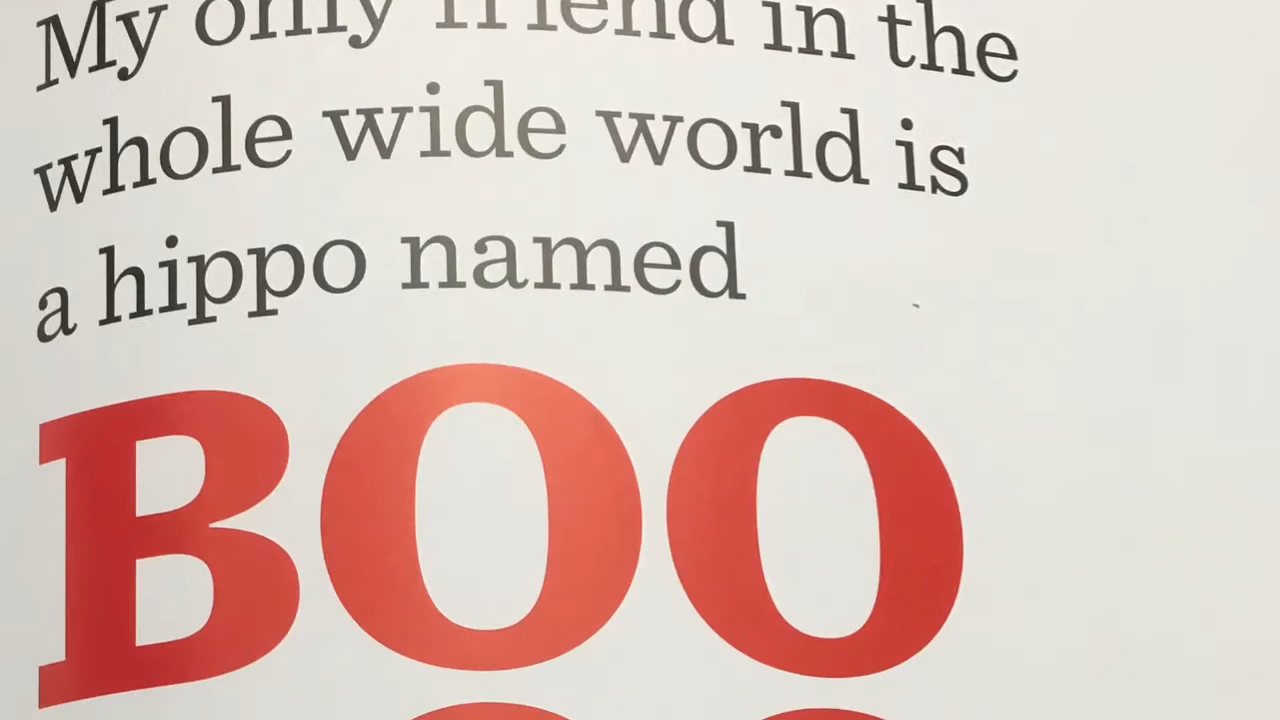 My only friend in the
whole wide world is
a hippo named
BOO